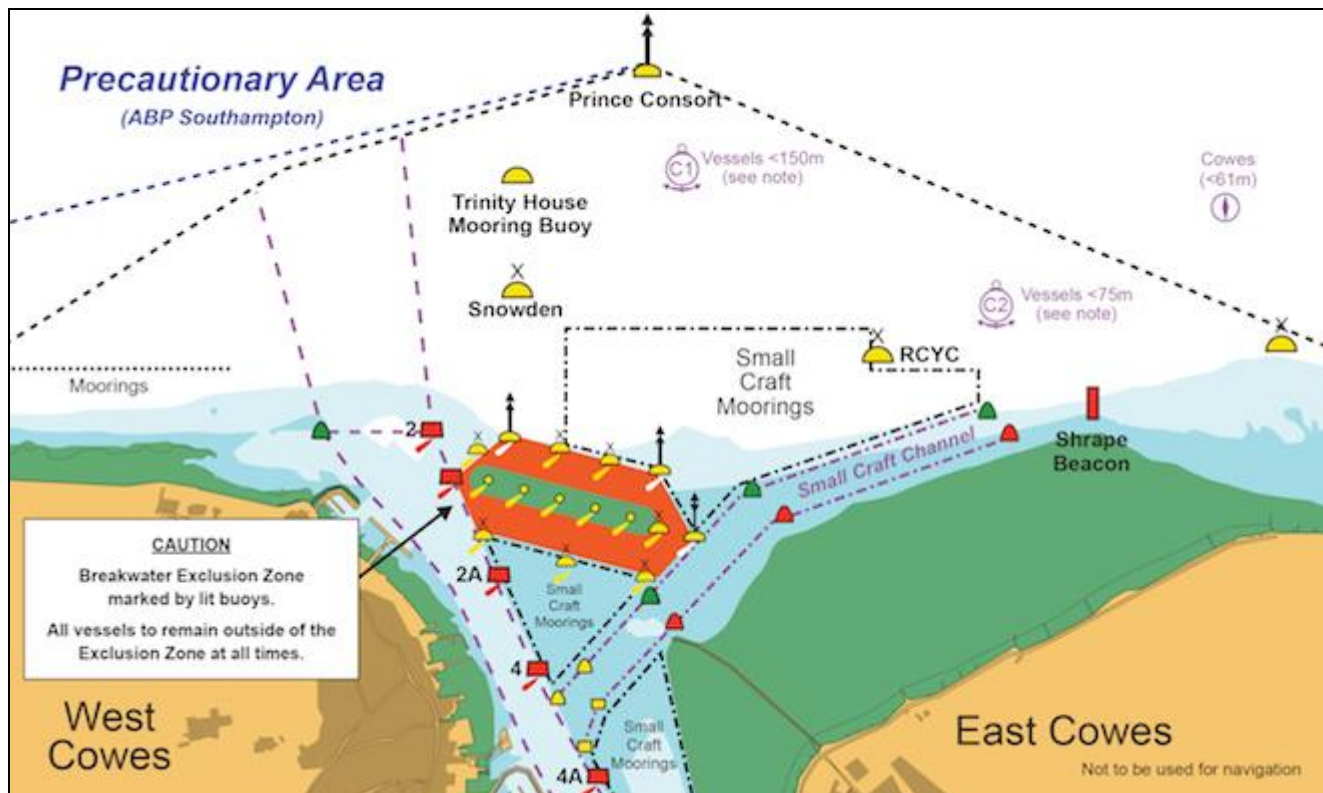 Precautionary Area
(ABP Southampton)
Prince Consort
C1
Vessels <150m
(see note)
Cowes
(<61m)
Trinity House
Mooring Buoy
Snowden
C2
Vessels <75m
(see note)
Small
Craft
Moorings
RCYC
Moorings
2
Small Craft Channel
Shrape
Beacon
CAUTION
Breakwater Exclusion Zone
marked by lit buoys.
All vessels to remain outside of the
Exclusion Zone at all times.
2A
Small
Craft
Moorings
4
West
Cowes
Small
Craft
Moorings
4A
East Cowes
Not to be used for navigation